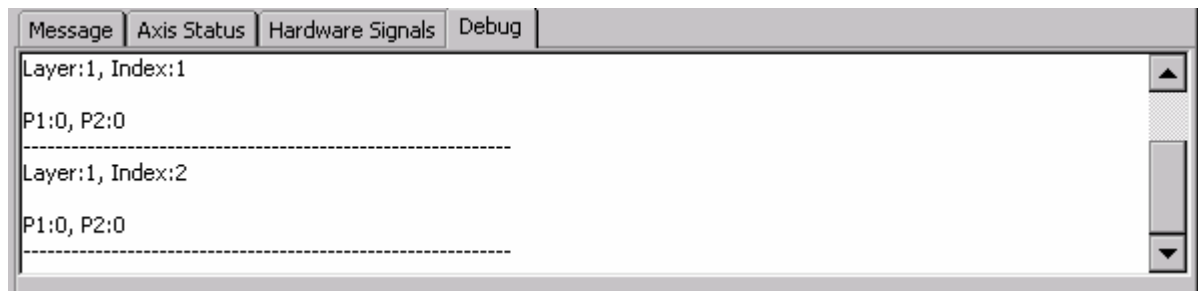 Message Axis Status Hardware Signals Debug
Layer:1, Index:1
P1:0, P2:0
------------------------------------------------------------
Layer:1, Index:2
P1:0, P2:0
------------------------------------------------------------